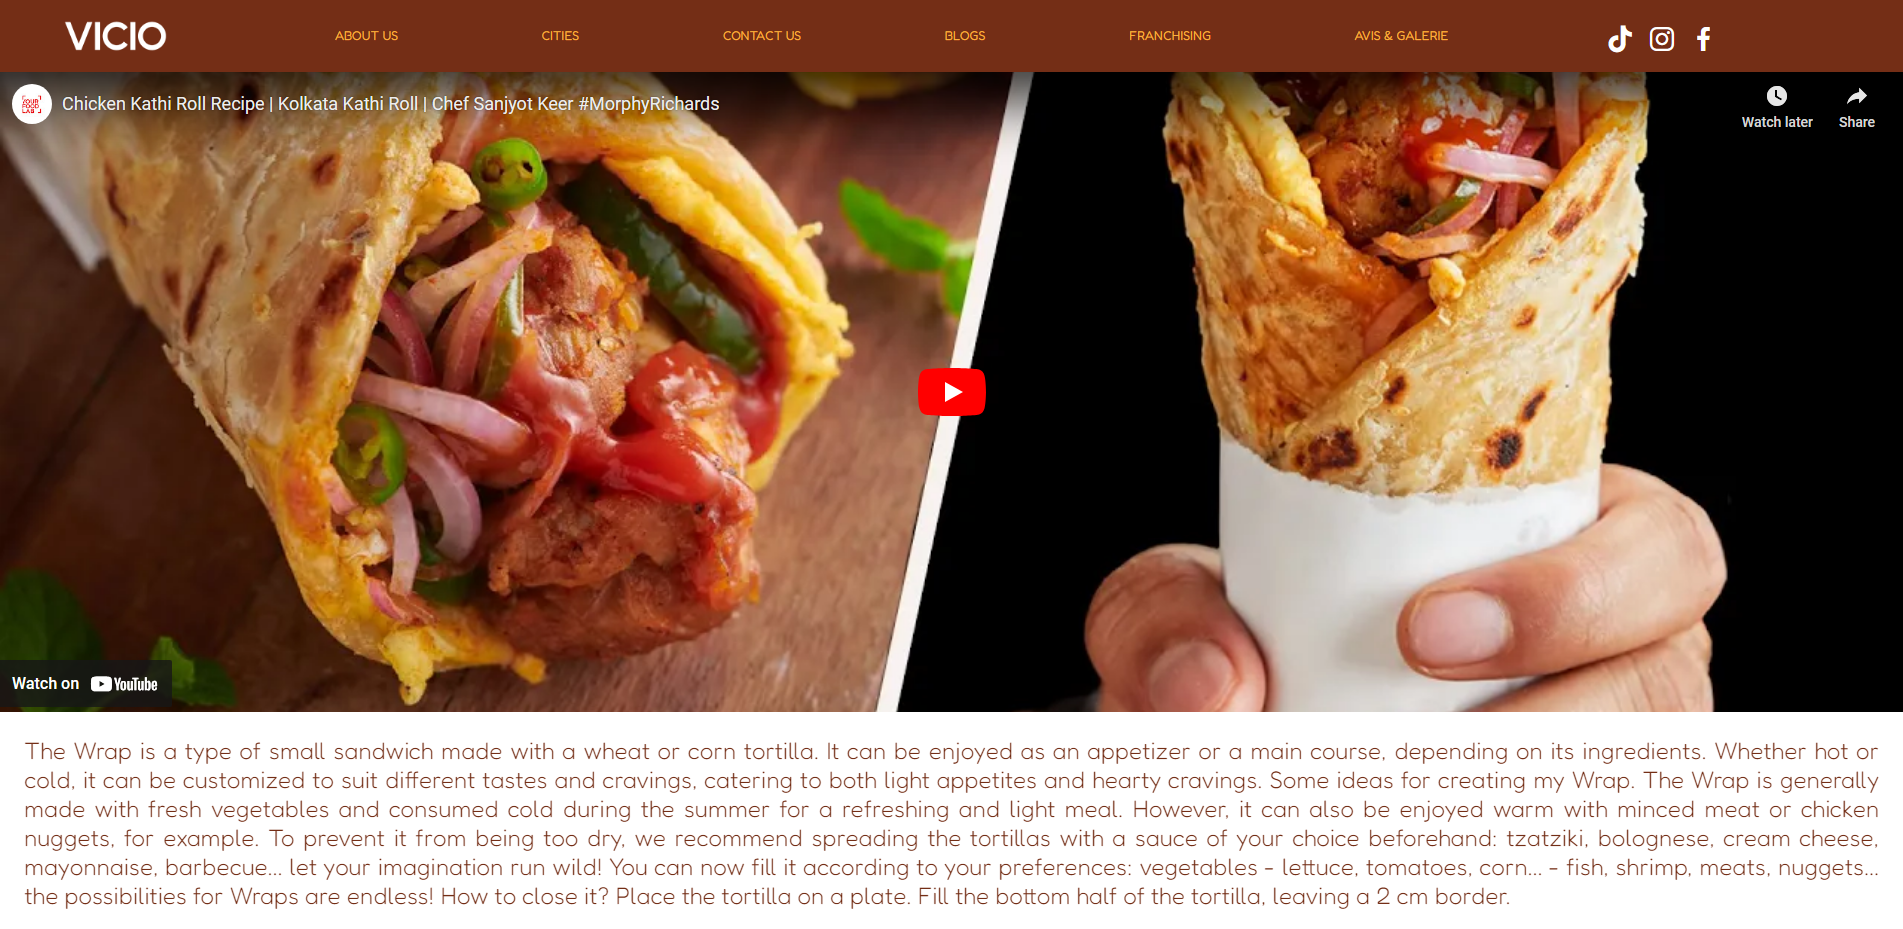 VICIO
ABOUT US
CITIES
CONTACT US
BLOGS
FRANCHISING
AVIS & GALERIE
YOUR
FOOD
LAB
Chicken Kathi Roll Recipe | Kolkata Kathi Roll | Chef Sanjyot Keer #MorphyRichards
Watch later
Share
Watch on YouTube
The Wrap is a type of small sandwich made with a wheat or corn tortilla. It can be enjoyed as an appetizer or a main course, depending on its ingredients. Whether hot or
cold, it can be customized to suit different tastes and cravings, catering to both light appetites and hearty cravings. Some ideas for creating my Wrap. The Wrap is generally
made with fresh vegetables and consumed cold during the summer for a refreshing and light meal. However, it can also be enjoyed warm with minced meat or chicken
nuggets, for example. To prevent it from being too dry, we recommend spreading the tortillas with a sauce of your choice beforehand: tzatziki, bolognese, cream cheese,
mayonnaise, barbecue... let your imagination run wild! You can now fill it according to your preferences: vegetables - lettuce, tomatoes, corn... - fish, shrimp, meats, nuggets...
the possibilities for Wraps are endless! How to close it? Place the tortilla on a plate. Fill the bottom half of the tortilla, leaving a 2 cm border.